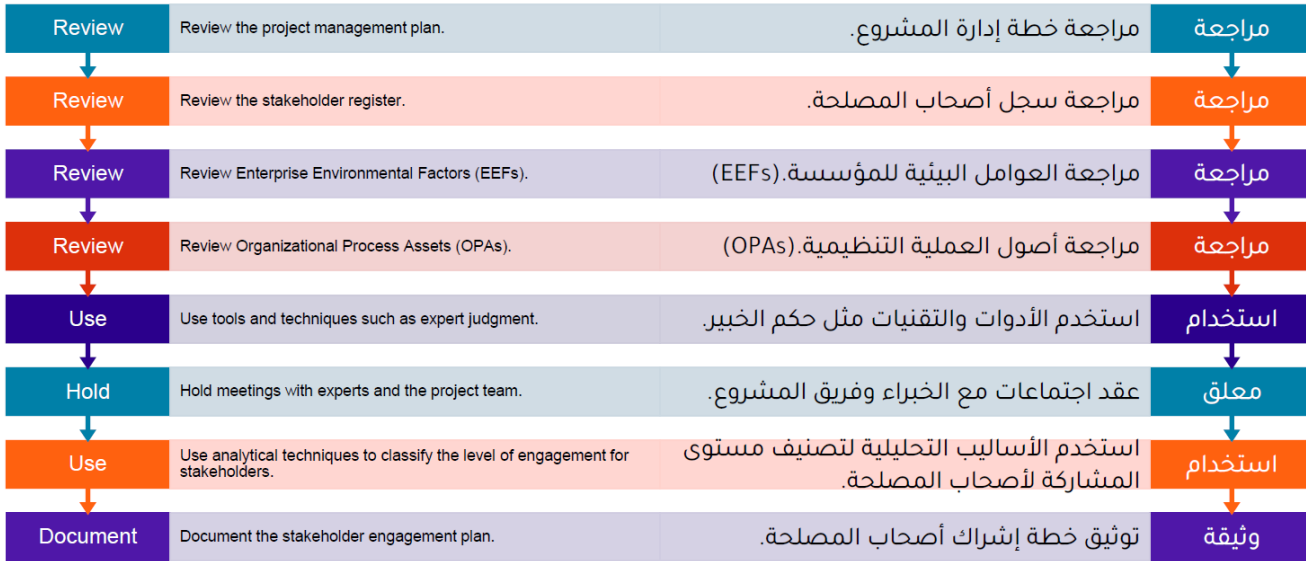 Review
Review the project management plan.
مراجعة خطة إدارة المشروع.
مراجعة
Review
Review the stakeholder register.
مراجعة سجل أصحاب المصلحة.
مراجعة
Review
Review Enterprise Environmental Factors (EEFs).
مراجعة العوامل البيئية للمؤسسة.(EEFs)
مراجعة
Review
Review Organizational Process Assets (OPAs).
مراجعة أصول العملية التنظيمية.(OPAs)
مراجعة
Use
Use tools and techniques such as expert judgment.
استخدم الأدوات والتقنيات مثل حكم الخبير.
استخدام
Hold
Hold meetings with experts and the project team.
عقد اجتماعات مع الخبراء وفريق المشروع.
معلق
Use
Use analytical techniques to classify the level of engagement for
stakeholders.
استخدم الأساليب التحليلية لتصنيف مستوى
المشاركة لأصحاب المصلحة.
استخدام
Document
Document the stakeholder engagement plan.
توثيق خطة إشراك أصحاب المصلحة.
وثيقة